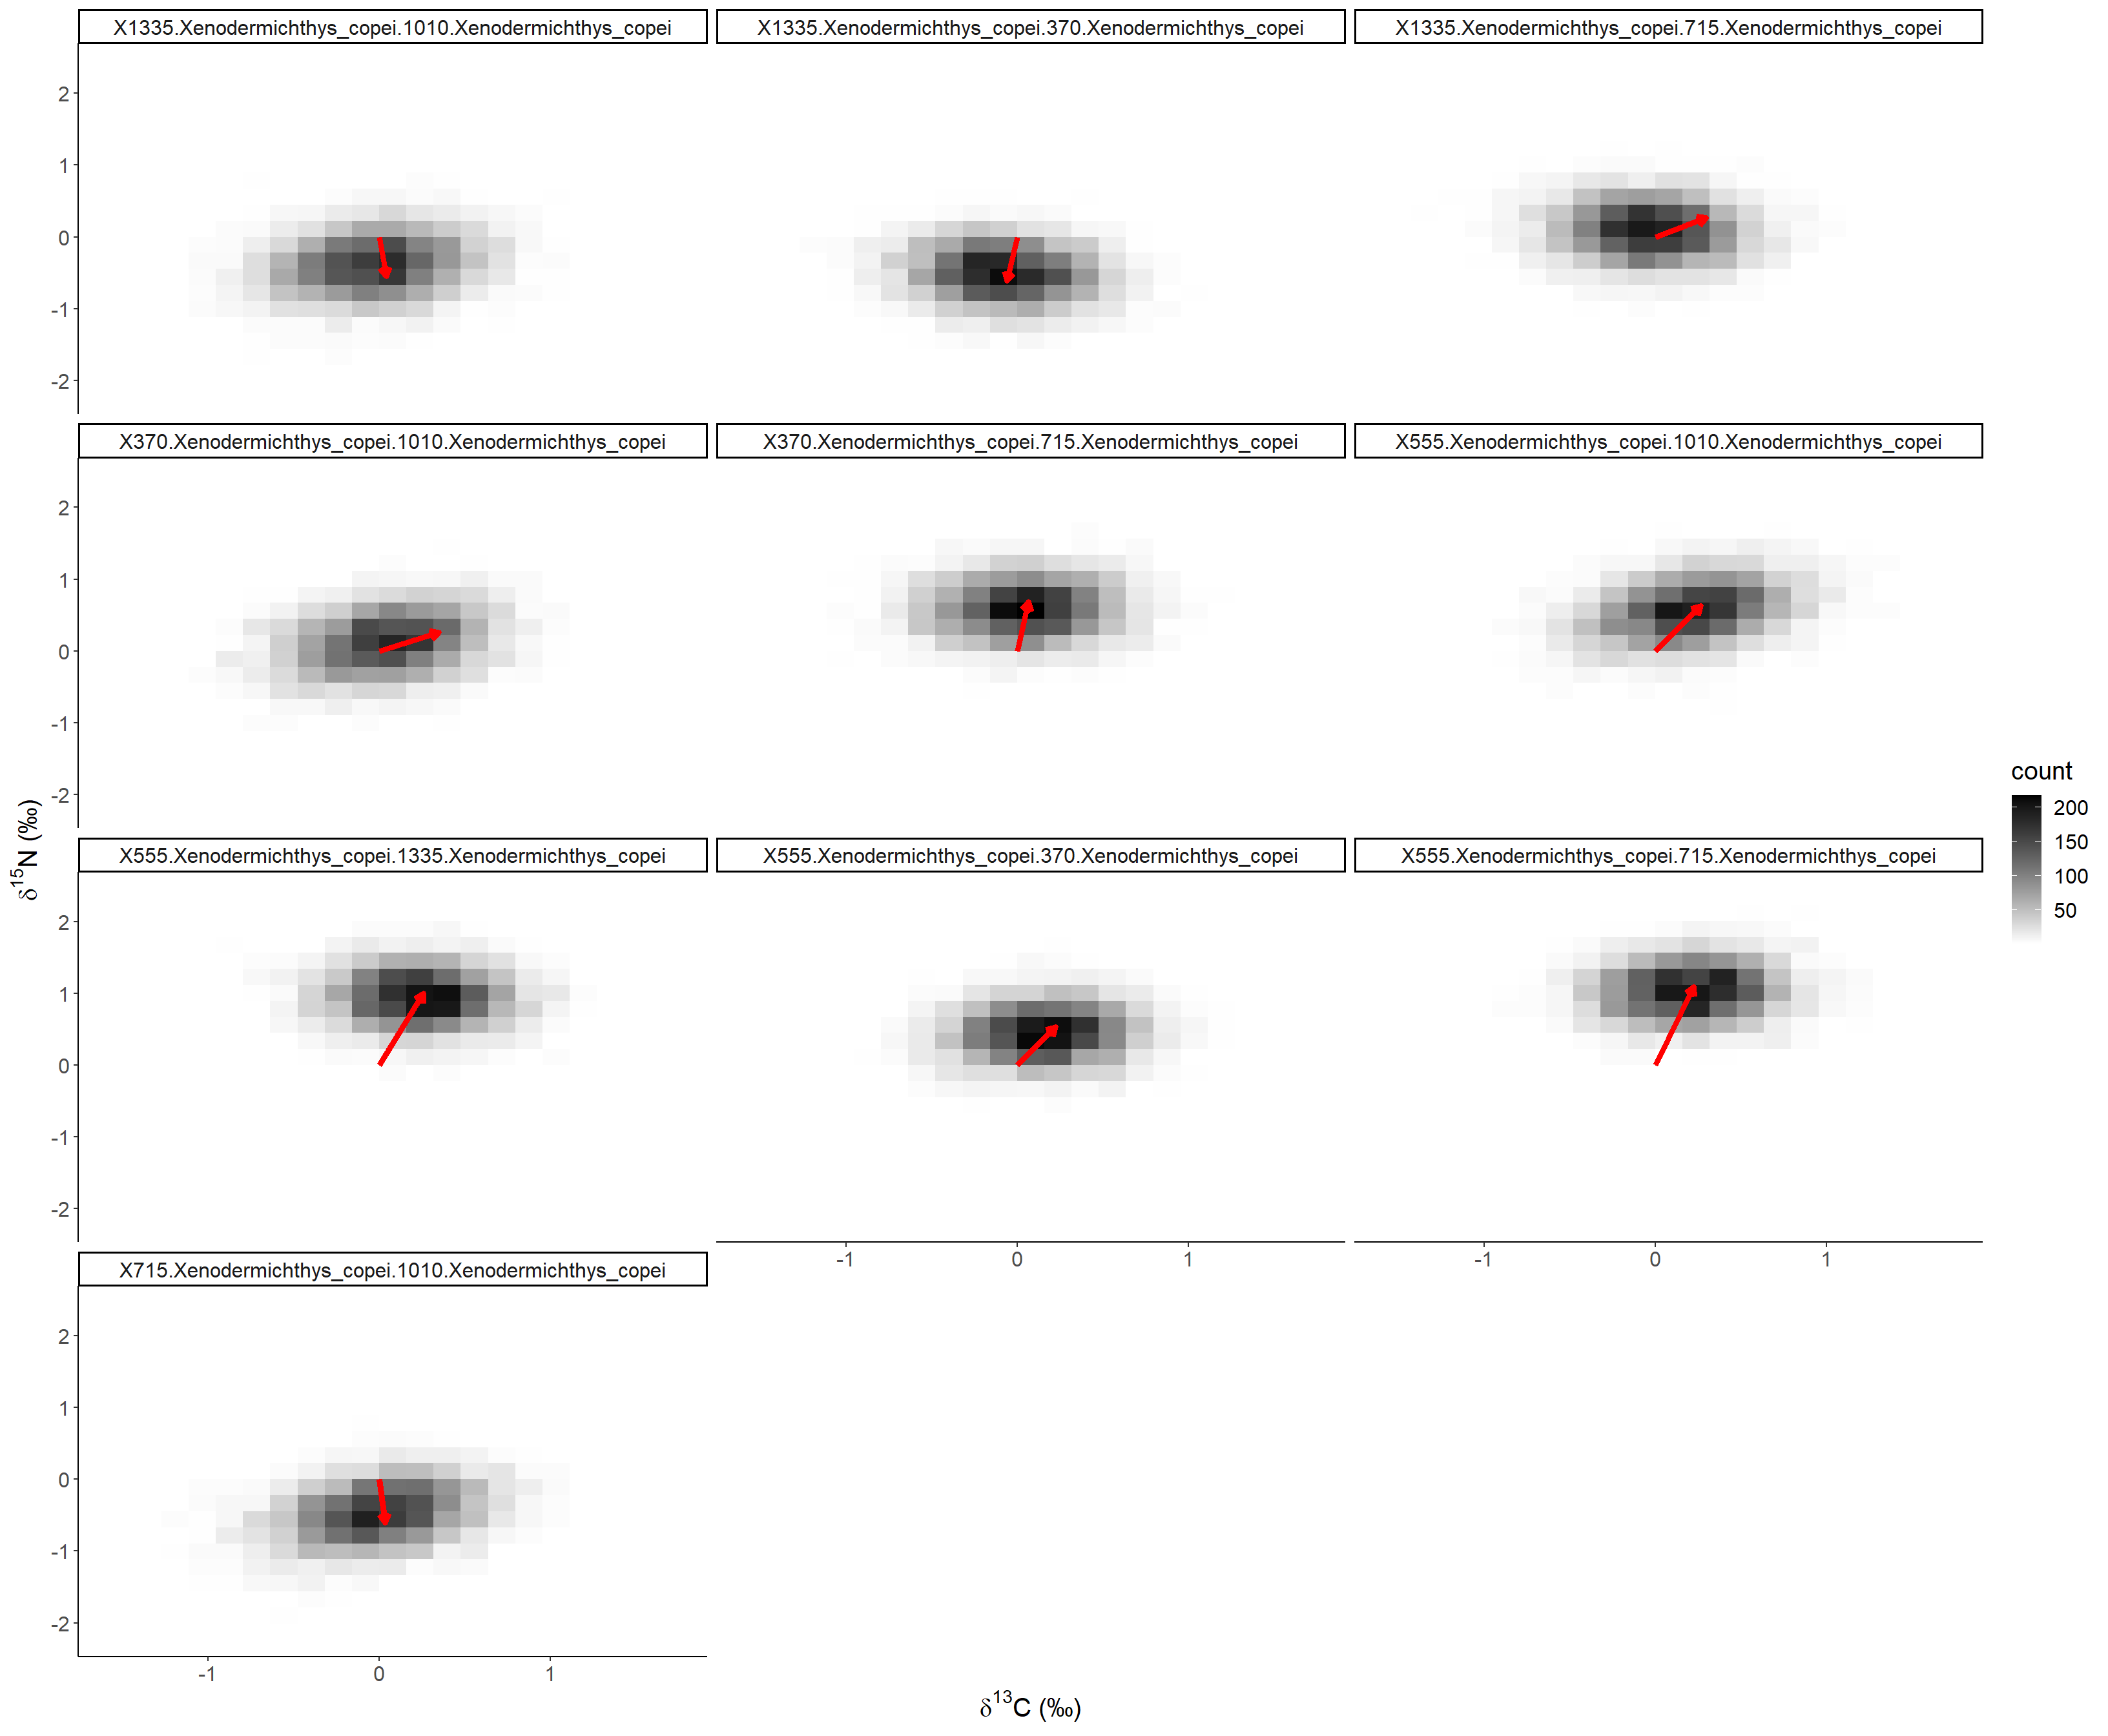 X1335.Xenodermichthys_copei.1010.Xenodermichthys_copei
X1335.Xenodermichthys_copei.370.Xenodermichthys_copei
X1335.Xenodermichthys_copei.715.Xenodermichthys_copei
2
1
0
-1
-2
X370.Xenodermichthys_copei.1010.Xenodermichthys_copei
X370.Xenodermichthys_copei.715.Xenodermichthys_copei
X555.Xenodermichthys_copei.1010.Xenodermichthys_copei
2
1
0
-1
-2
X555.Xenodermichthys_copei.1335.Xenodermichthys_copei
X555.Xenodermichthys_copei.370.Xenodermichthys_copei
X555.Xenodermichthys_copei.715.Xenodermichthys_copei
2
1
0
-1
-2
-1 0 1
-1 0 1
X715.Xenodermichthys_copei.1010.Xenodermichthys_copei
2
1
0
-1
-2
-1 0 1
δ15N (‰)
δ13C (‰)
count
200
150
100
50